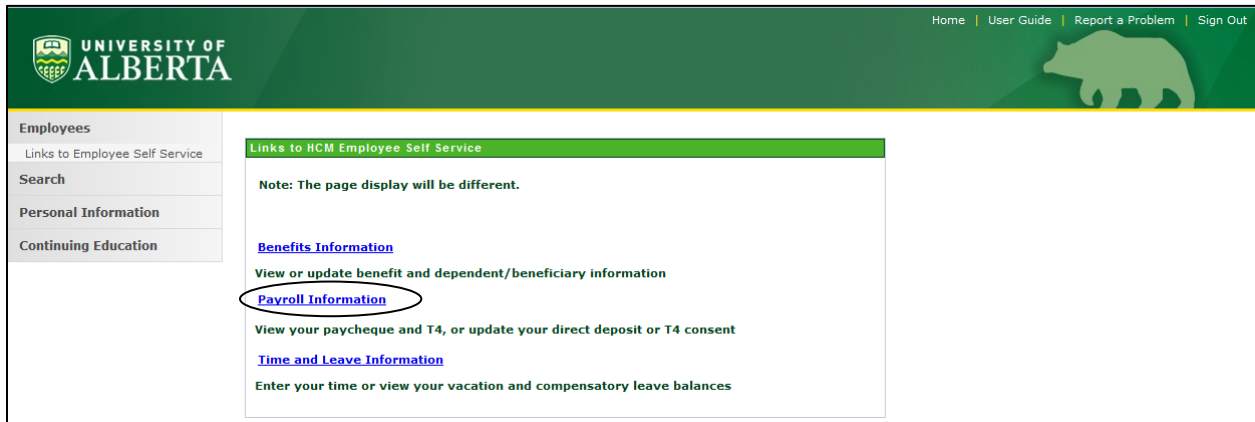 Home | User Guide | Report a Problem | Sign Out
UNIVERSITY OF
ALBERTA
Employees
Links to Employee Self Service
Search
Personal Information
Continuing Education
Links to HCM Employee Self Service
Note: The page display will be different.
Benefits Information
View or update benefit and dependent/beneficiary information
Payroll Information
View your paycheque and T4, or update your direct deposit or T4 consent
Time and Leave Information
Enter your time or view your vacation and compensatory leave balances